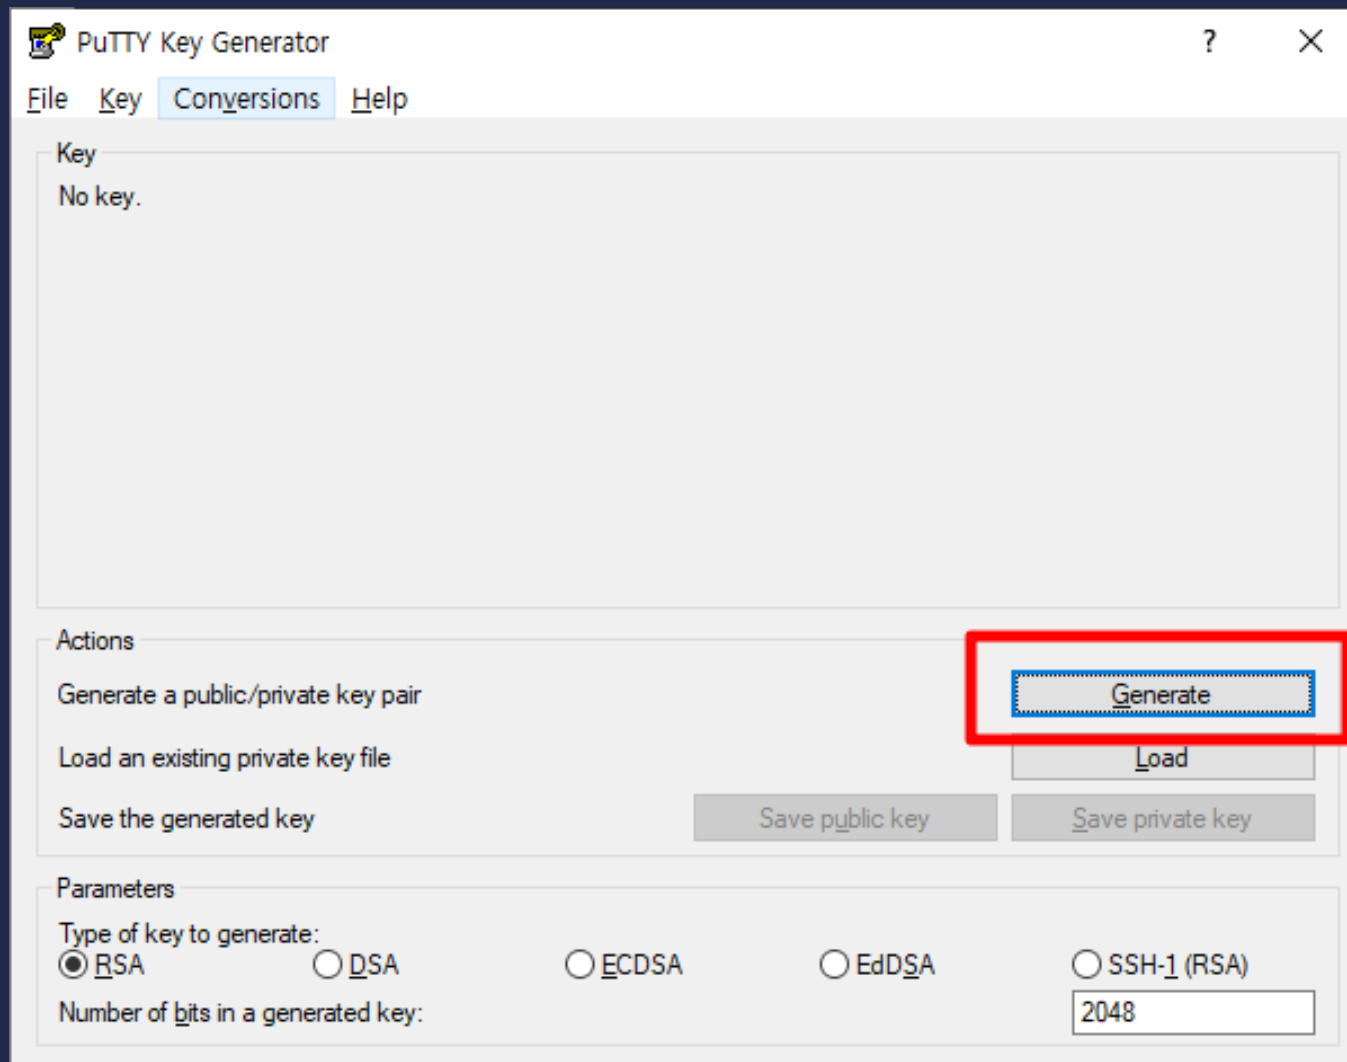 PuTTY Key Generator ?
File Key Conversions Help
Key
No key.
Actions
Generate a public/private key pair Generate
Load an existing private key file Load
Save the generated key Save public key Save private key
Parameters
Type of key to generate:
RSA DSA ECDSA EdDSA SSH-1 (RSA)
Number of bits in a generated key: 2048